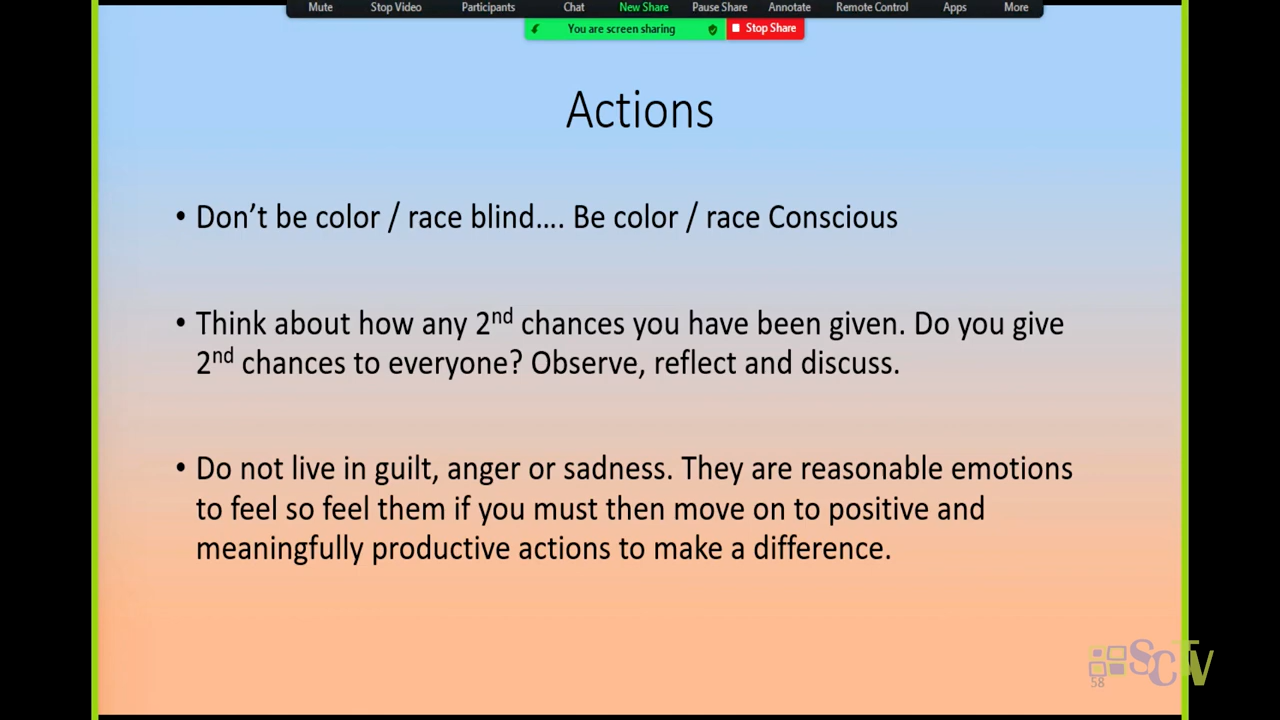 Mute Stop Video Participants Chat New Share Pause Share Annotate Remote Control Apps More
You are screen sharing Stop Share
Actions
• Don't be color / race blind.... Be color / race Conscious
• Think about how any 2nd chances you have been given. Do you give
2nd chances to everyone? Observe, reflect and discuss.
• Do not live in guilt, anger or sadness. They are reasonable emotions
to feel so feel them if you must then move on to positive and
meaningfully productive actions to make a difference.
SCTV
58